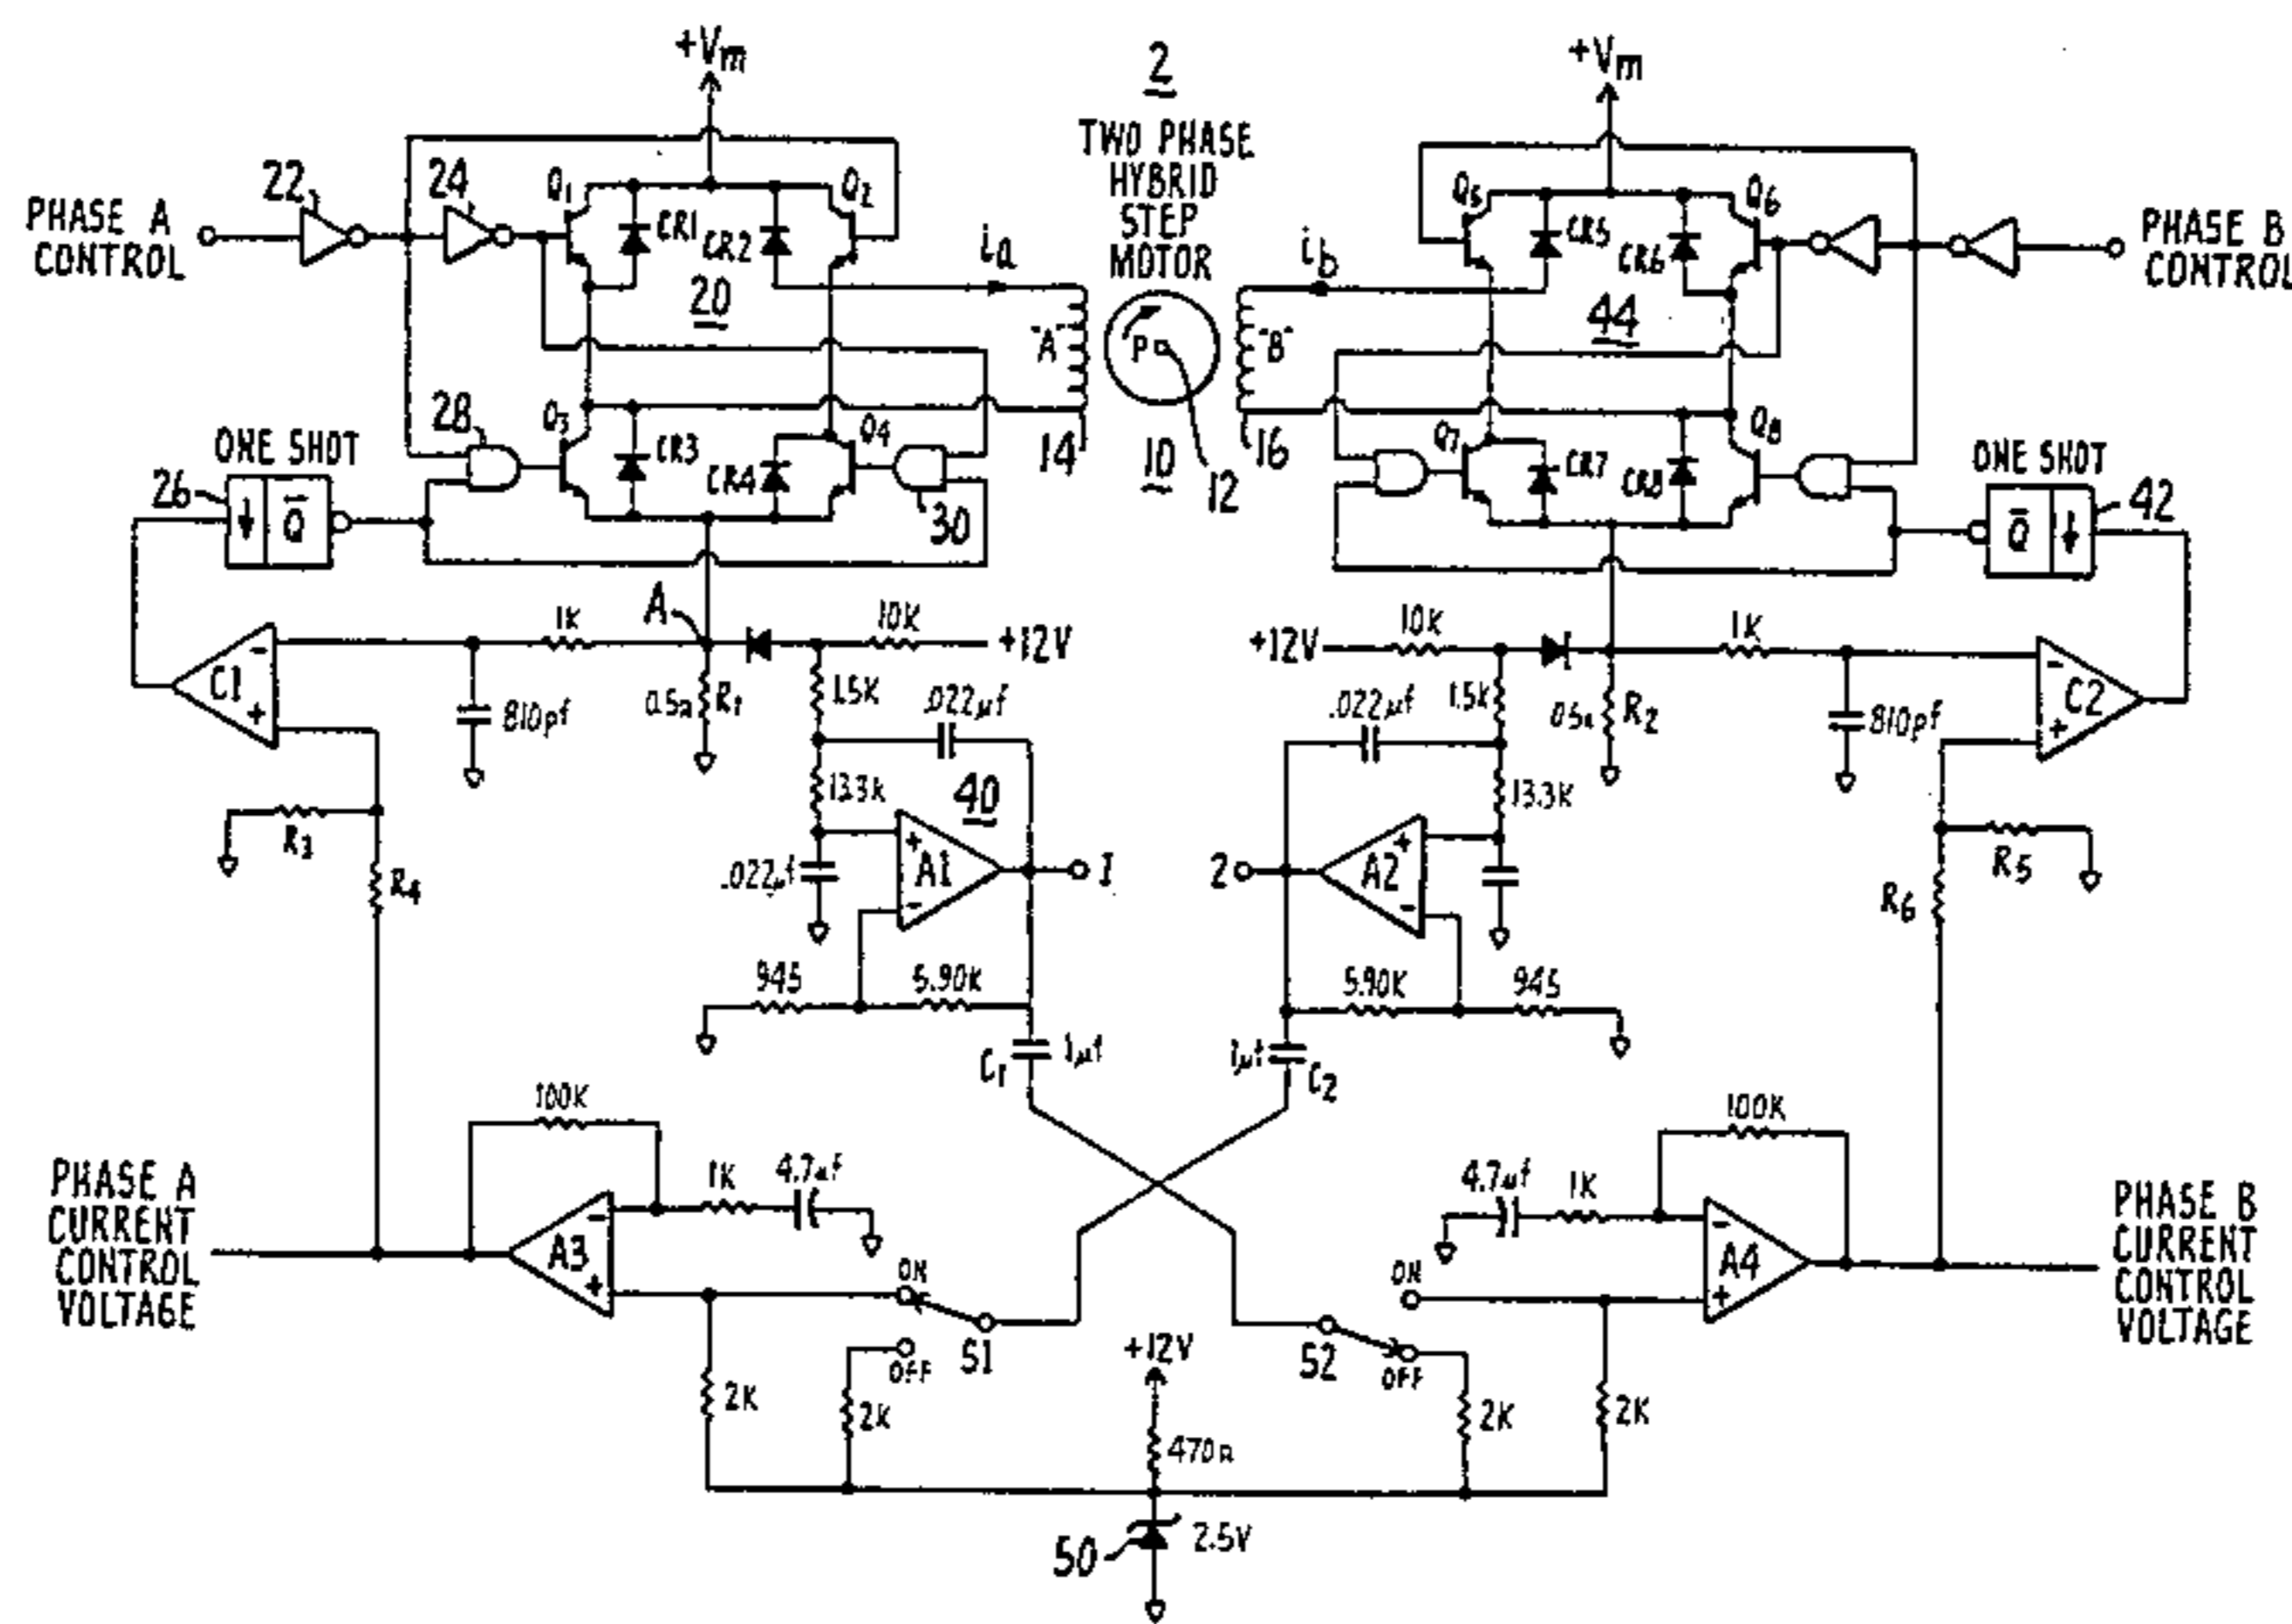 +Vm
2
+Vm
TWO PHASE
HYBRID
STEP
MOTOR
22
24
Q1
Q2
Q5
Q6
PHASE A
CONTROL
CR1
CR2
ia
ib
CR5
CR6
PHASE B
CONTROL
20
"A"
P
"B"
44
28
Q3
Q4
Q7
Q8
ONE SHOT
CR3
CR4
14
10
12
16
CR7
CR8
ONE SHOT
26
Q
30
Q
42
A
1K
10K
+12V
+12V
10K
1K
C1
-
+
810pf
0.5Ω
R1
1.5K
.022μf
.022μf
1.5K
0.5Ω
R2
810pf
C2
-
+
R3
13.3K
40
13.3K
R4
.022μf
A1
+
-
1
2
A2
+
-
R6
R5
945
5.90K
5.90K
945
C1
1μf
1μf
C2
100K
100K
PHASE A
CURRENT
CONTROL
VOLTAGE
1K
4.7μf
4.7μf
1K
PHASE B
CURRENT
CONTROL
VOLTAGE
A3
-
+
A4
-
+
ON
OFF
S1
ON
OFF
S2
+12V
2K
2K
470Ω
2K
2K
50
2.5V